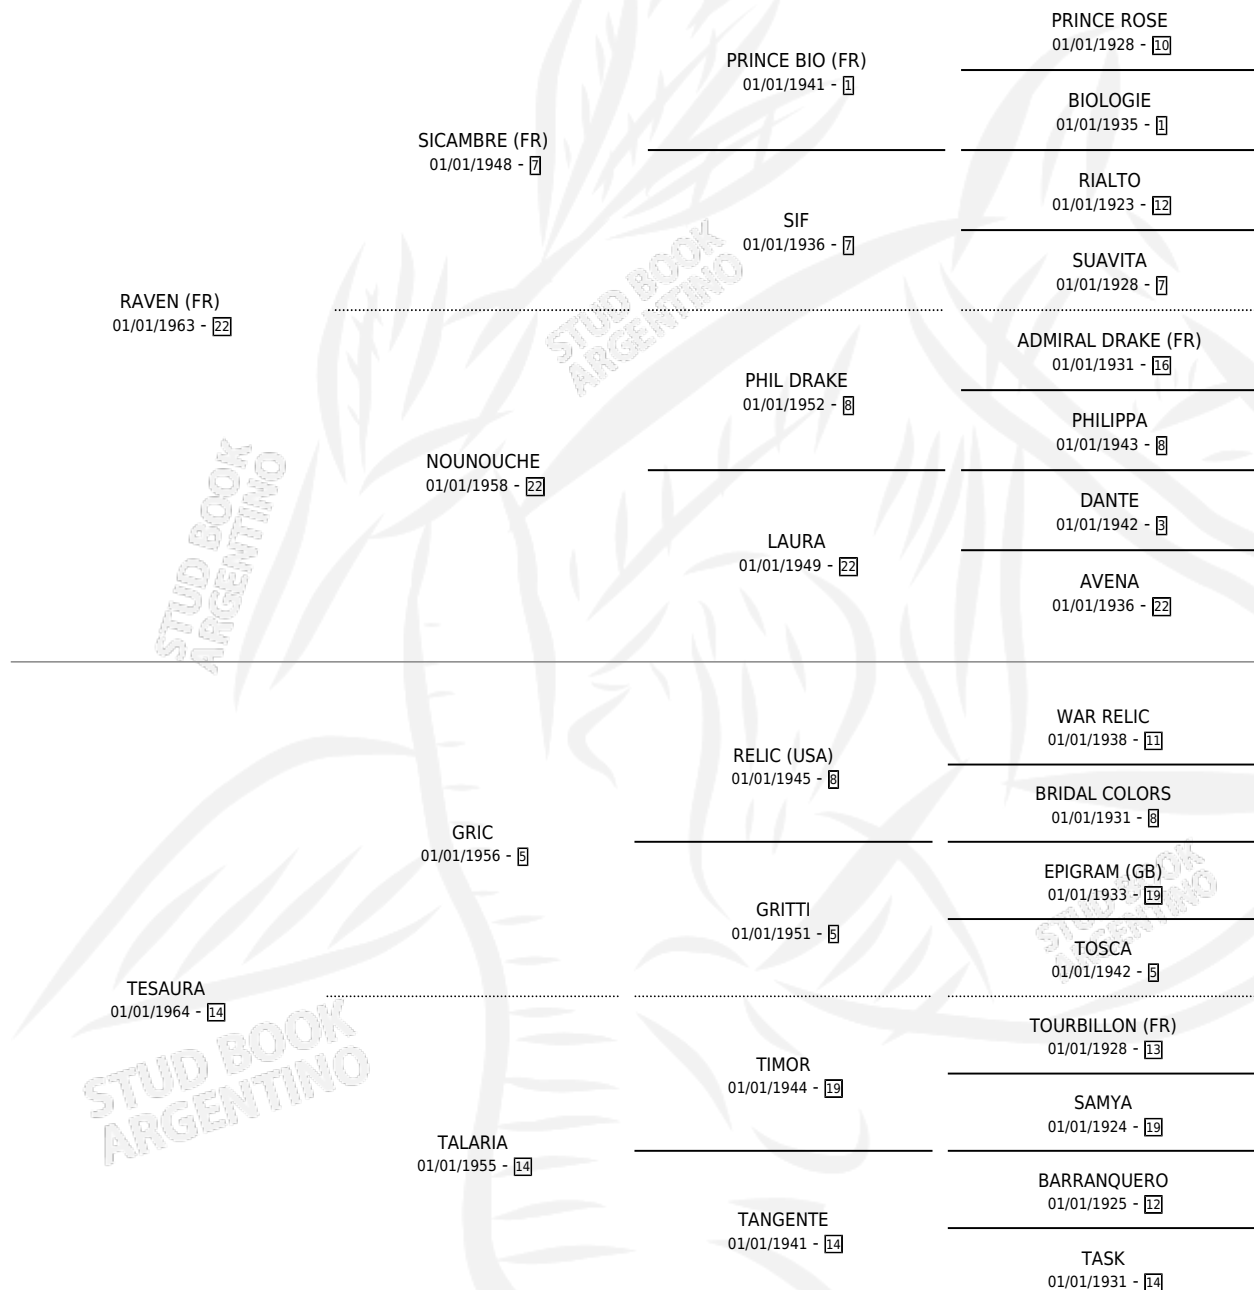 PRINCE ROSE
01/01/1928 - 10
PRINCE BIO (FR)
01/01/1941 - 1
BIOLOGIE
01/01/1935 - 1
SICAMBRE (FR)
01/01/1948 - 7
RIALTO
01/01/1923 - 12
SIF
01/01/1936 - 7
SUAVITA
01/01/1928 - 7
STUD BOOK
ARGENTINO
RAVEN (FR)
01/01/1963 - 22
ADMIRAL DRAKE (FR)
01/01/1931 - 16
PHIL DRAKE
01/01/1952 - 8
PHILIPPA
01/01/1943 - 8
NOUNOUCHE
01/01/1958 - 22
DANTE
01/01/1942 - 3
LAURA
01/01/1949 - 22
AVENA
01/01/1936 - 22
STUD BOOK
ARGENTINO
WAR RELIC
01/01/1938 - 11
RELIC (USA)
01/01/1945 - 8
BRIDAL COLORS
01/01/1931 - 8
GRIC
01/01/1956 - 5
EPIGRAM (GB)
01/01/1933 - 19
GRITTI
01/01/1951 - 5
TOSCA
01/01/1942 - 5
STUD BOOK
ARGENTINO
TESAURA
01/01/1964 - 14
TOURBILLON (FR)
01/01/1928 - 13
TIMOR
01/01/1944 - 19
SAMYA
01/01/1924 - 19
STUD BOOK
ARGENTINO
TALARIA
01/01/1955 - 14
BARRANQUERO
01/01/1925 - 12
TANGENTE
01/01/1941 - 14
TASK
01/01/1931 - 14